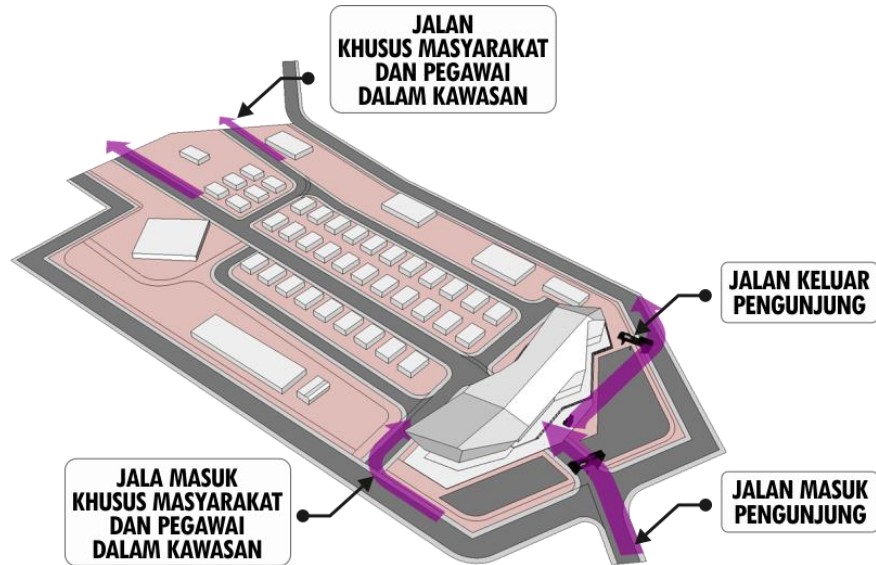 JALAN
KHUSUS MASYARAKAT
DAN PEGAWAI
DALAM KAWASAN
JALAN KELUAR
PENGUNJUNG
JALA MASUK
KHUSUS MASYARAKAT
DAN PEGAWAI
DALAM KAWASAN
JALAN MASUK
PENGUNJUNG